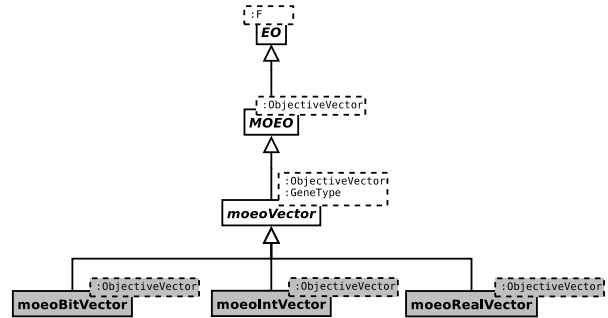 :F
EO
:ObjectiveVector
MOEO
:ObjectiveVector
:GeneType
moeoVector
:ObjectiveVector :ObjectiveVector :ObjectiveVector
moeoBitVector moeoIntVector moeoRealVector